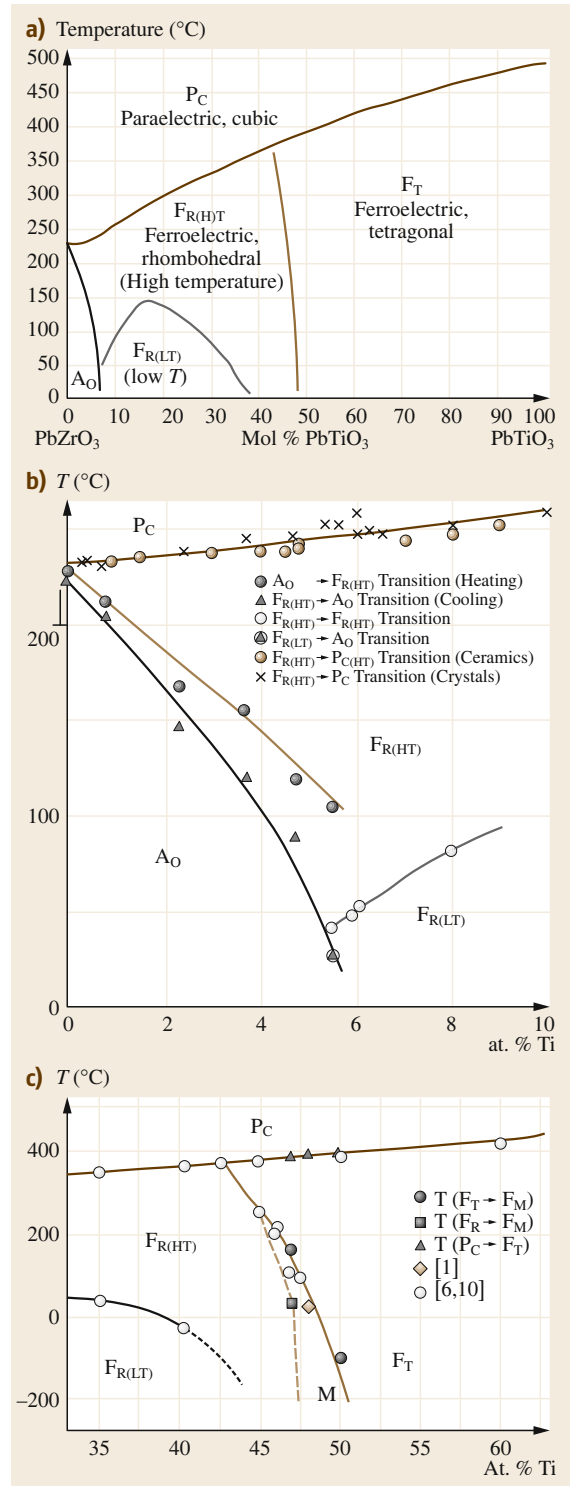 a) Temperature (°C)
500
450
400
350
300
250
200
150
100
50
0
P_C
Paraelectric, cubic
F_R(H)T
Ferroelectric,
rhombohedral
(High temperature)
F_T
Ferroelectric,
tetragonal
F_R(LT)
(low T)
A_O
0 10 20 30 40 50 60 70 80 90 100
PbZrO₃ Mol % PbTiO₃ PbTiO₃
b) T (°C)
P_C
A_O → F_R(HT) Transition (Heating)
F_R(HT) → A_O Transition (Cooling)
F_R(HT) → F_R(HT) Transition
F_R(LT) → A_O Transition
F_R(HT) → P_C(HT) Transition (Ceramics)
F_R(HT) → P_C Transition (Crystals)
200
F_R(HT)
100
A_O
F_R(LT)
0
0 2 4 6 8 10
at. % Ti
c) T (°C)
P_C
400
T (F_T → F_M)
T (F_R → F_M)
T (P_C → F_T)
[1]
[6,10]
200
F_R(HT)
0
F_R(LT)
M
F_T
–200
35 40 45 50 55 60
At. % Ti